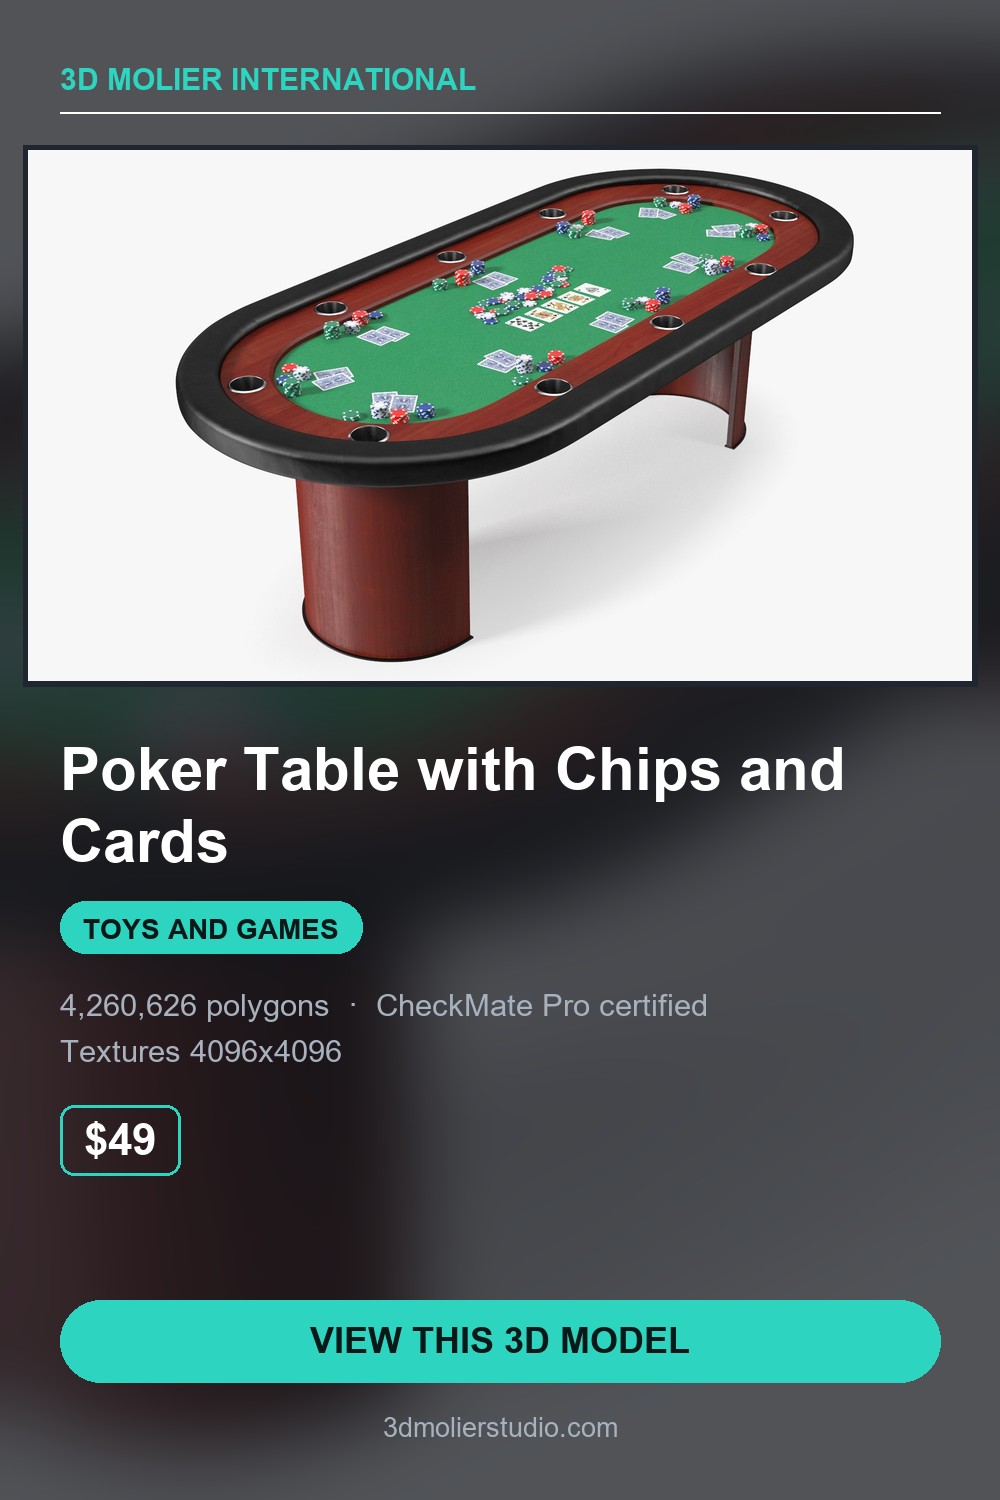 3D MOLIER INTERNATIONAL
Poker Table with Chips and
Cards
TOYS AND GAMES
4,260,626 polygons · CheckMate Pro certified
Textures 4096x4096
$49
VIEW THIS 3D MODEL
3dmolierstudio.com